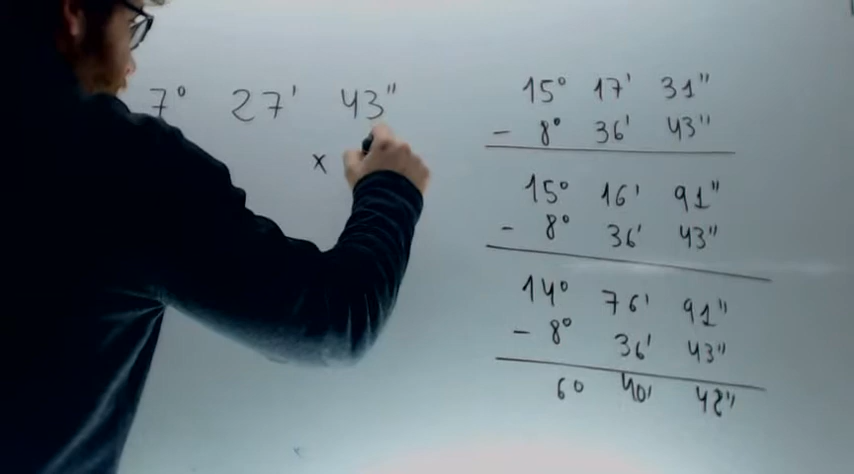 7° 27' 43"
x
15° 17' 31"
- 8° 36' 43"
15° 16' 91"
- 8° 36' 43"
14° 76' 91"
- 8° 36' 43"
6° 40' 48"